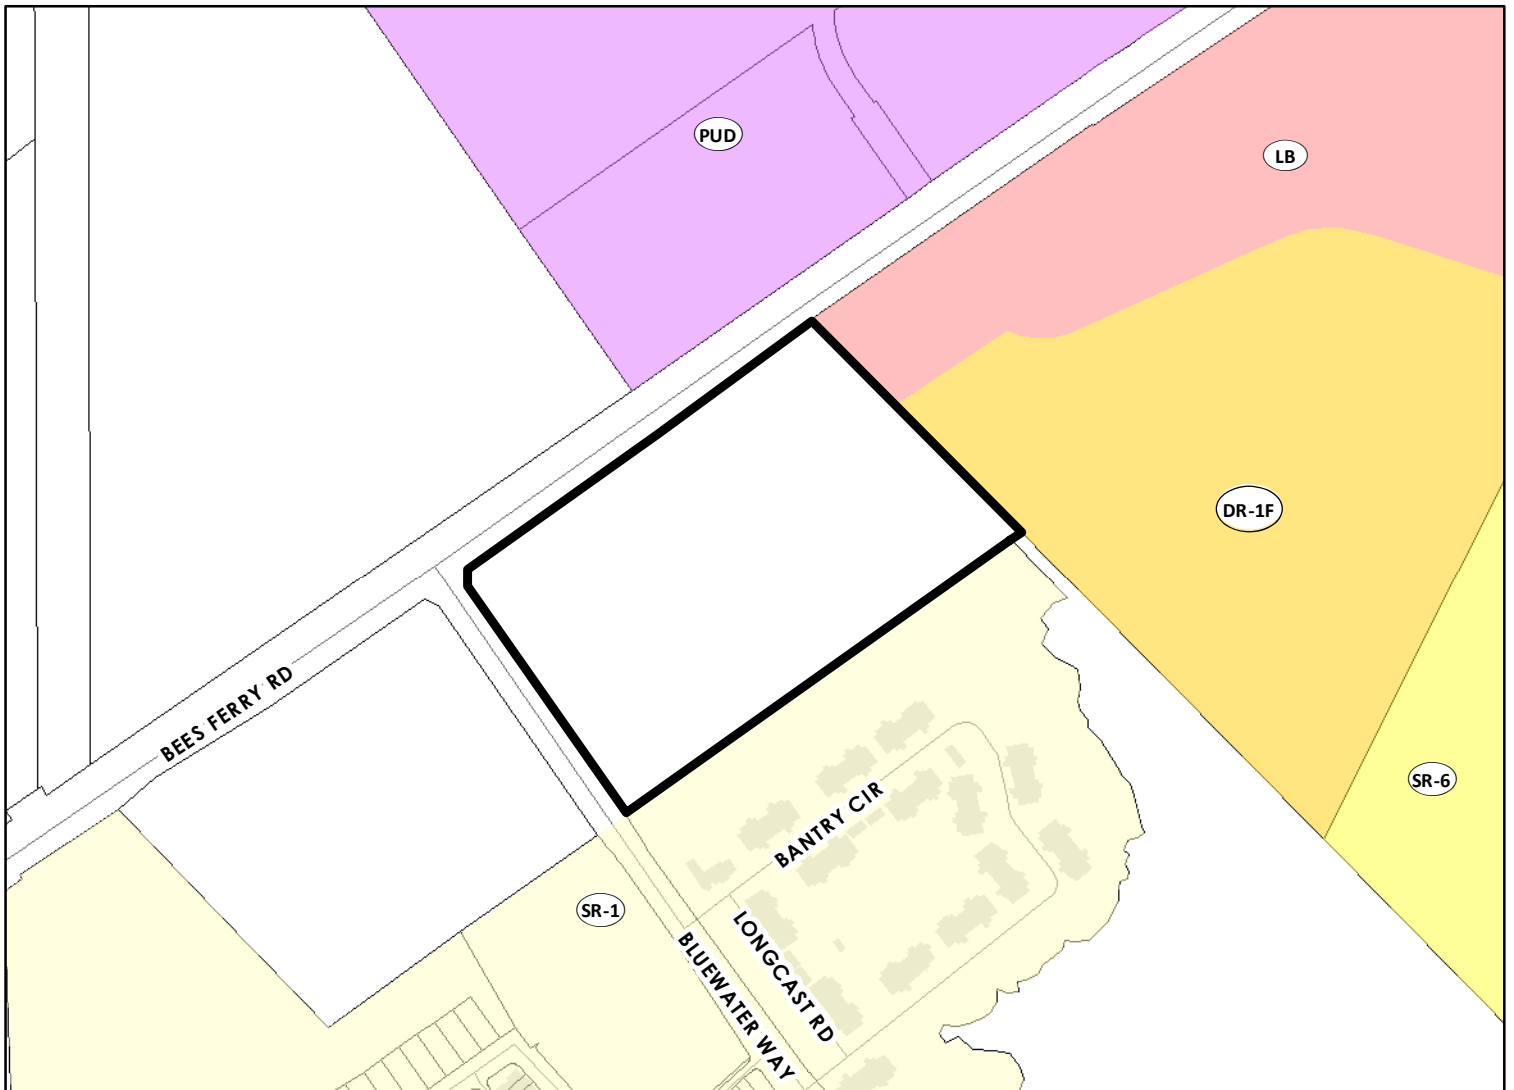 PUD
LB
DR-1F
BEES FERRY RD
SR-6
BANTRY CIR
SR-1
LONGCAST RD
BLUEWATER WAY